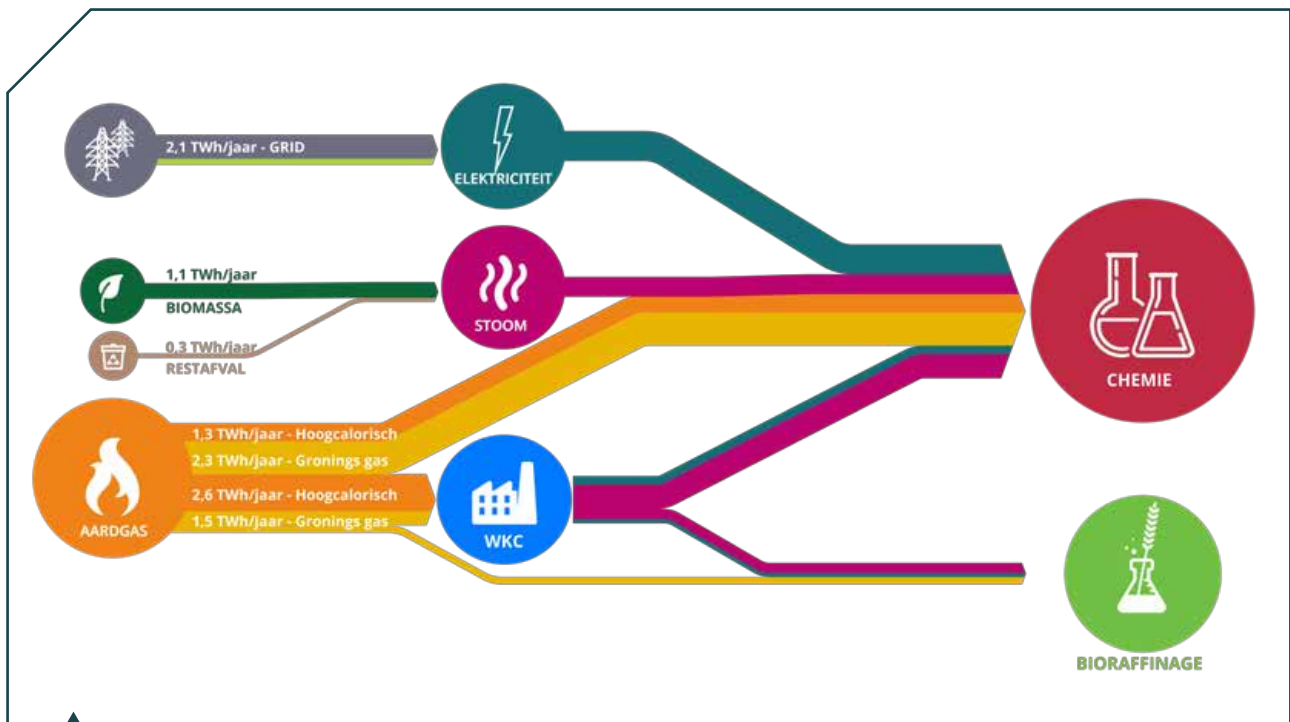 2,1 TWh/jaar - GRID
ELEKTRICITEIT
1,1 TWh/jaar
BIOMASSA
0,3 TWh/jaar
RESTAFVAL
STOOM
CHEMIE
1,3 TWh/jaar - Hoogcalorisch
2,3 TWh/jaar - Gronings gas
2,6 TWh/jaar - Hoogcalorisch
1,5 TWh/jaar - Gronings gas
AARDGAS
WKC
BIORAFFINAGE